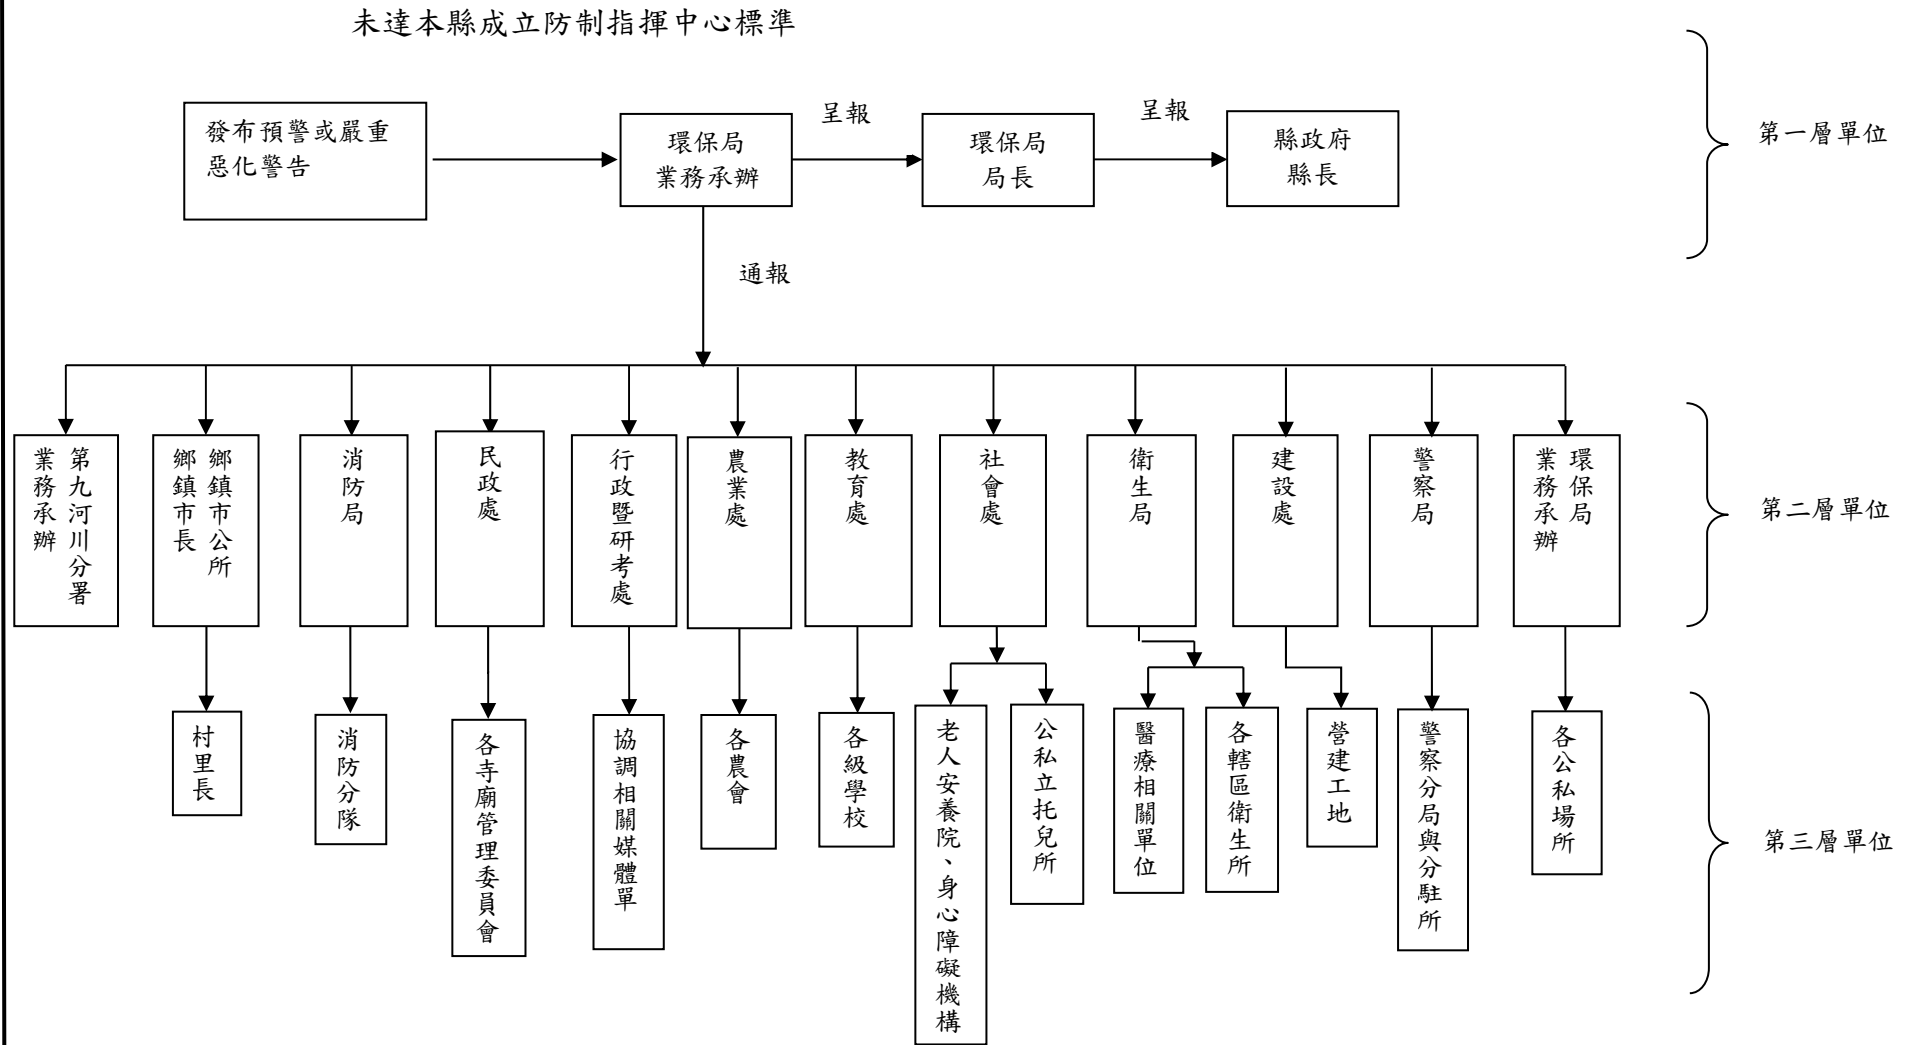 未達本縣成立防制指揮中心標準
發布預警或嚴重
惡化警告
環保局
業務承辦
呈報
環保局
局長
呈報
縣政府
縣長
第一層單位
通報
第九河川分署
業務承辦
鄉鎮市公所
鄉鎮市長
消防局
民政處
行政暨研考處
農業處
教育處
社會處
衛生局
建設處
警察局
環保局
業務承辦
第二層單位
村里長
消防分隊
各寺廟管理委員會
協調相關媒體單
各農會
各級學校
老人安養院、身心障礙機構
公私立托兒所
醫療相關單位
各轄區衛生所
營建工地
警察分局與分駐所
各公私場所
第三層單位